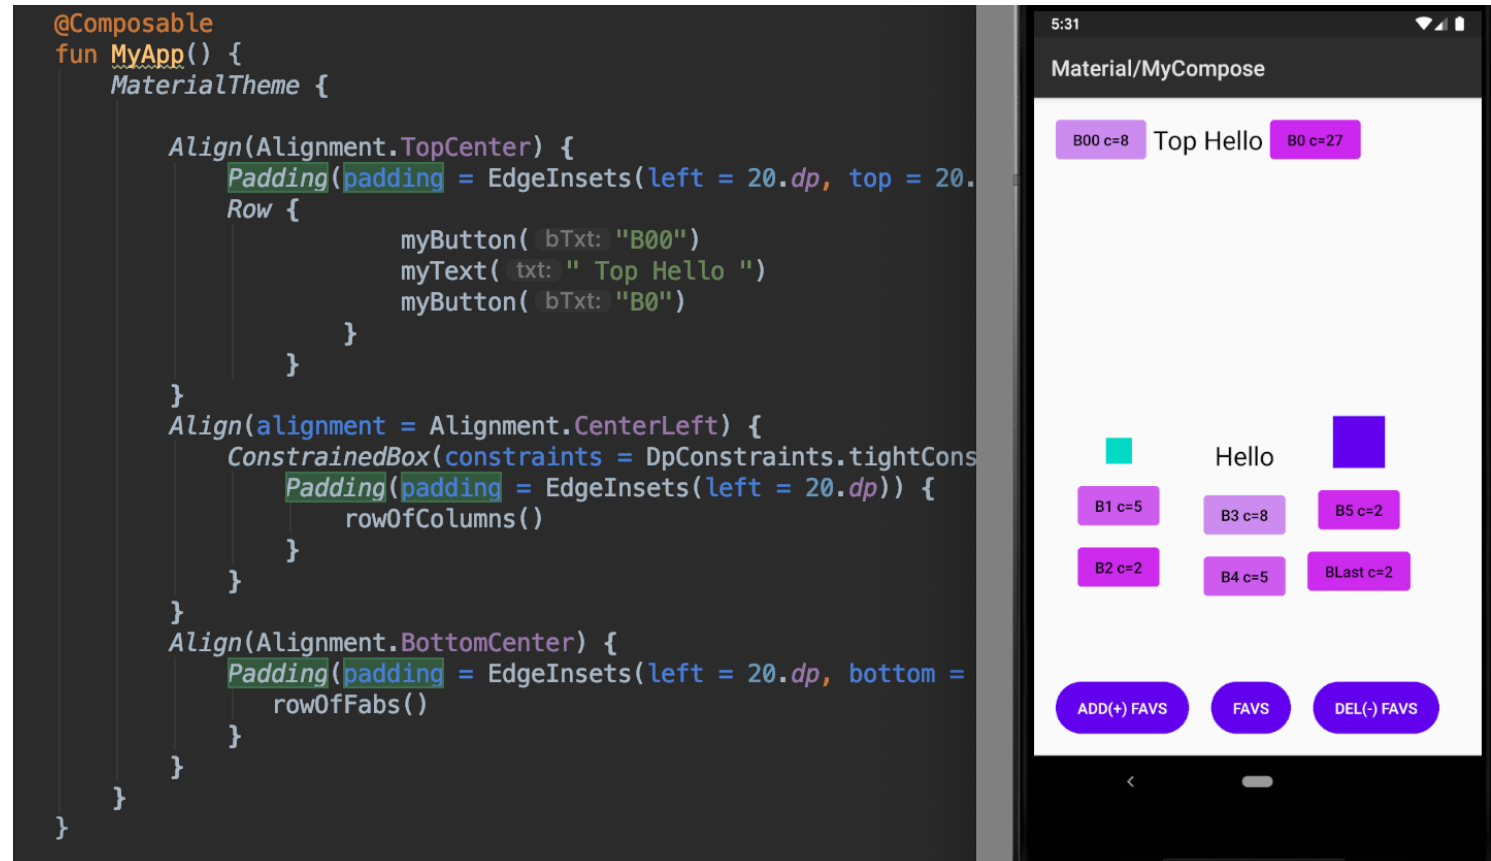 @Composable
fun MyApp() {
MaterialTheme {
Align(Alignment.TopCenter) {
Padding(padding = EdgeInsets(left = 20.dp, top = 20.
Row {
myButton( bTxt: "B00")
myText( txt: " Top Hello ")
myButton( bTxt: "B0")
}
}
}
Align(alignment = Alignment.CenterLeft) {
ConstrainedBox(constraints = DpConstraints.tightCons
Padding(padding = EdgeInsets(left = 20.dp)) {
rowOfColumns()
}
}
}
Align(Alignment.BottomCenter) {
Padding(padding = EdgeInsets(left = 20.dp, bottom =
rowOfFabs()
}
}
}
}
5:31
Material/MyCompose
B00 c=8 Top Hello B0 c=27
Hello
B1 c=5 B3 c=8 B5 c=2
B2 c=2 B4 c=5 BLast c=2
ADD(+) FAVS FAVS DEL(-) FAVS